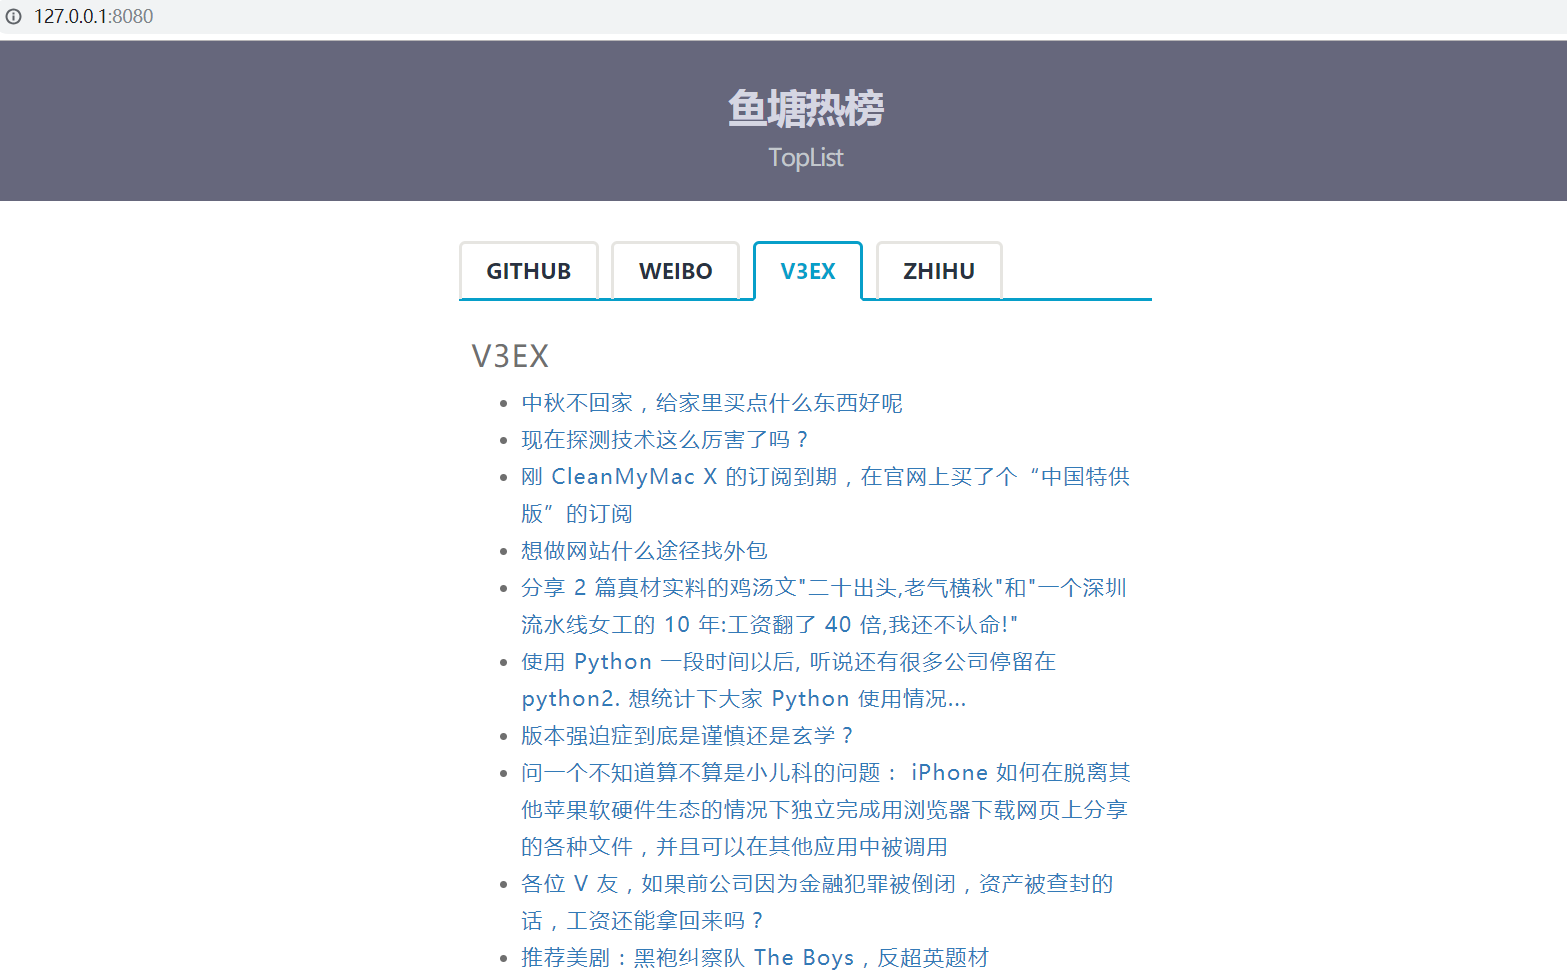 127.0.0.1:8080
鱼塘热榜
TopList
GITHUB WEIBO V3EX ZHIHU
V3EX
中秋不回家，给家里买点什么东西好呢
现在探测技术这么厉害了吗？
刚 CleanMyMac X 的订阅到期，在官网上买了个“中国特供
版”的订阅
想做网站什么途径找外包
分享 2 篇真材实料的鸡汤文"二十出头,老气横秋"和"一个深圳
流水线女工的 10 年:工资翻了 40 倍,我还不认命!"
使用 Python 一段时间以后, 听说还有很多公司停留在
python2. 想统计下大家 Python 使用情况...
版本强迫症到底是谨慎还是玄学？
问一个不知道算不算是小儿科的问题： iPhone 如何在脱离其
他苹果软硬件生态的情况下独立完成用浏览器下载网页上分享
的各种文件，并且可以在其他应用中被调用
各位 V 友，如果前公司因为金融犯罪被倒闭，资产被查封的
话，工资还能拿回来吗？
推荐美剧：黑袍纠察队 The Boys，反超英题材